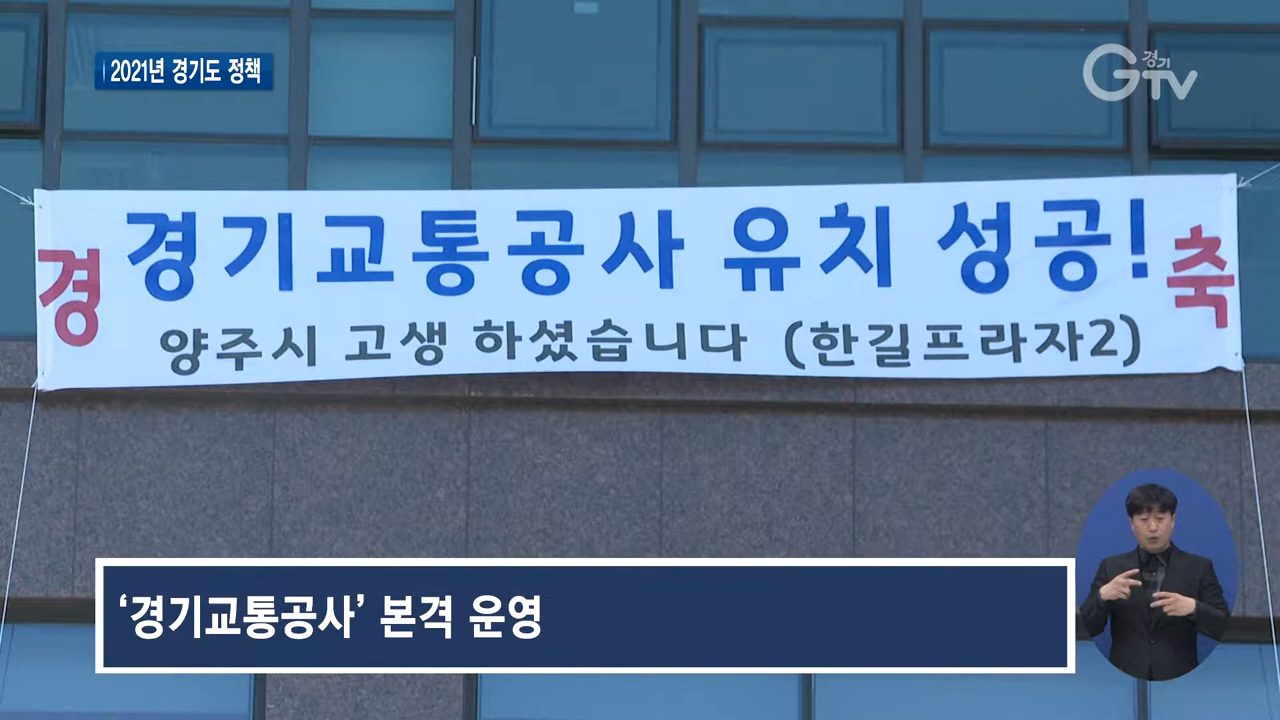 2021년 경기도 정책
경기
GTV
경 경기교통공사 유치 성공! 축
양주시 고생 하셨습니다 (한길프라자2)
‘경기교통공사’ 본격 운영